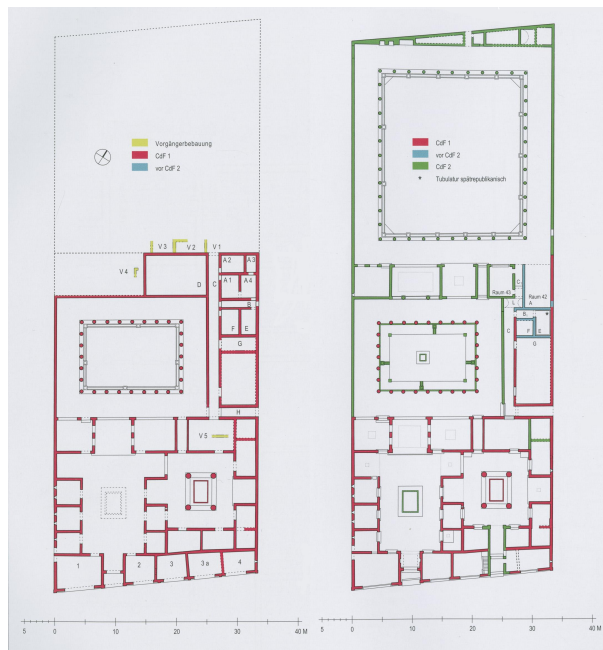 Vorgängerbebauung
CdF 1
vor CdF 2
V 3
V 2
V 1
V 4
A 2
A 3
A 1
A 4
D
C
B
F
E
G
H
V 5
1
2
3
3 a
4
5
0
10
20
30
40 M
CdF 1
vor CdF 2
CdF 2
Tubulatur spätrepublikanisch
Raum 43
Raum 42
A
L
C
B
F
E
G
5
0
10
20
30
40 M